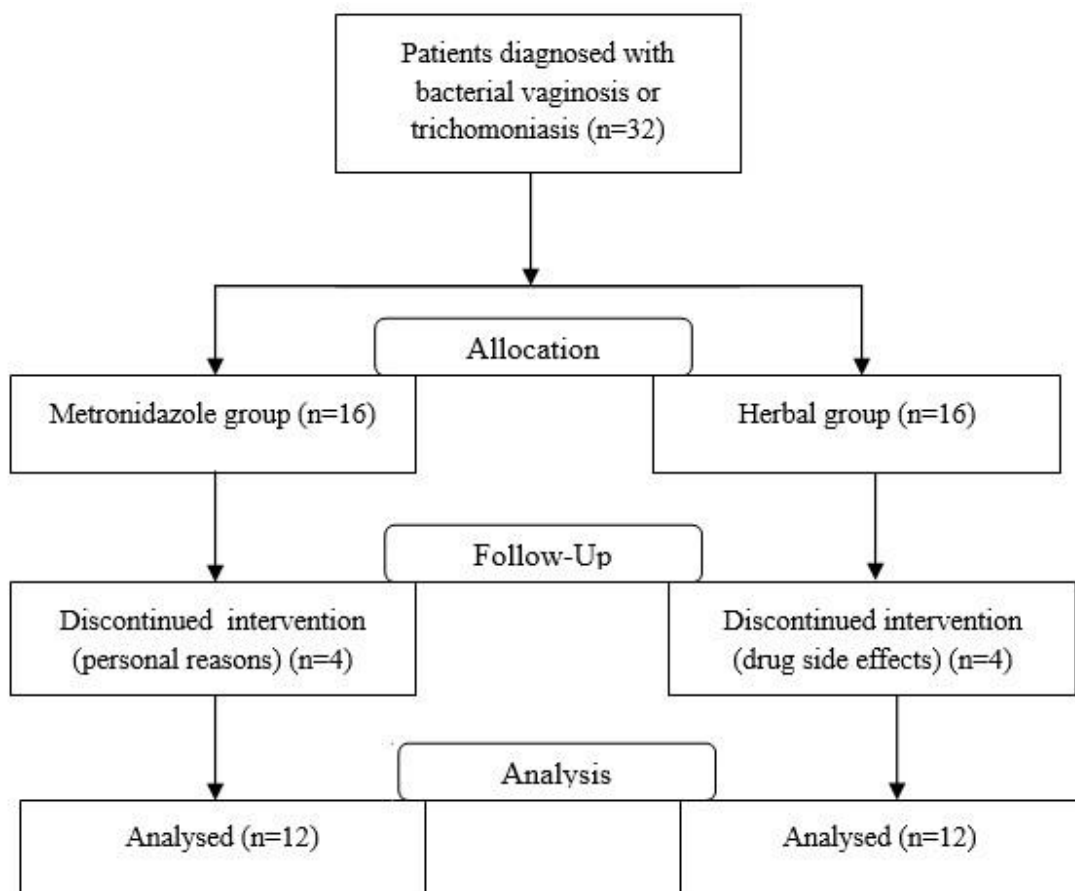 Patients diagnosed with
bacterial vaginosis or
trichomoniasis (n=32)
Allocation
Metronidazole group (n=16)
Herbal group (n=16)
Follow-Up
Discontinued intervention
(personal reasons) (n=4)
Discontinued intervention
(drug side effects) (n=4)
Analysis
Analysed (n=12)
Analysed (n=12)